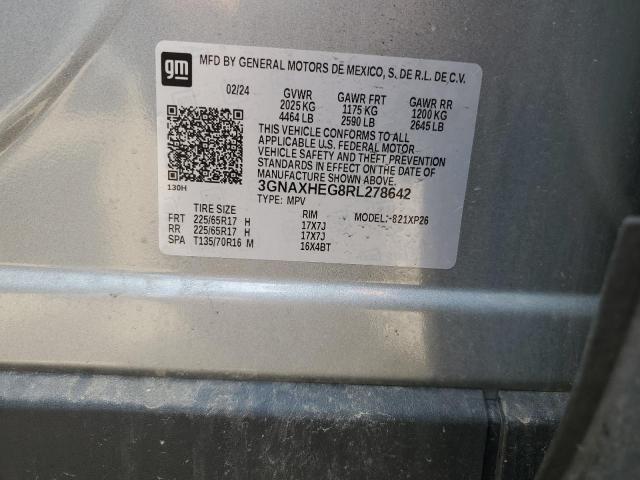 gm
MFD BY GENERAL MOTORS DE MEXICO, S. DE R.L. DE C.V.
02/24 GVWR GAWR FRT GAWR RR
2025 KG 1175 KG 1200 KG
4464 LB 2590 LB 2645 LB
THIS VEHICLE CONFORMS TO ALL
APPLICABLE U.S. FEDERAL MOTOR
VEHICLE SAFETY AND THEFT PREVENTION
STANDARDS IN EFFECT ON THE DATE OF
MANUFACTURE SHOWN ABOVE.
130H
3GNAXHEG8RL278642
TYPE: MPV
TIRE SIZE RIM MODEL:-821XP26
FRT 225/65R17 H 17X7J
RR 225/65R17 H 17X7J
SPA T135/70R16 M 16X4BT